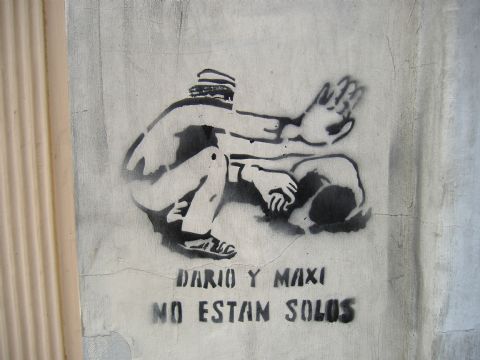 DARIO Y MAXI
NO ESTAN SOLOS